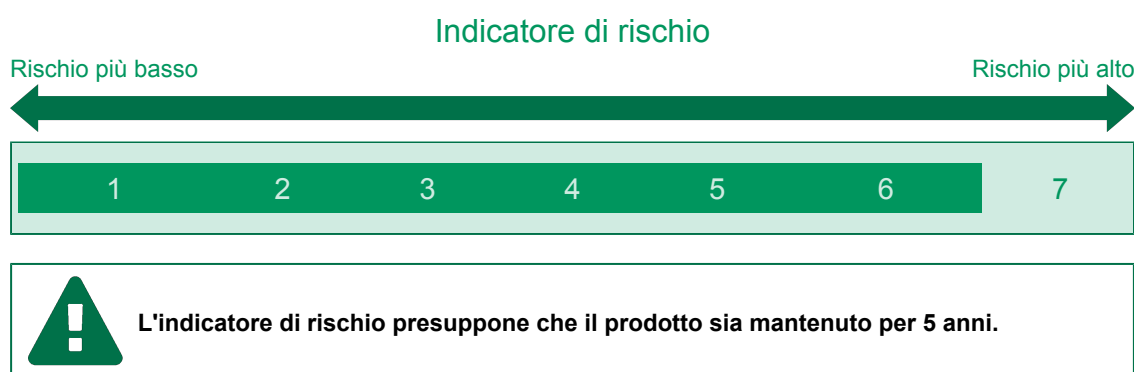 Indicatore di rischio
Rischio più basso Rischio più alto
1 2 3 4 5 6 7
L'indicatore di rischio presuppone che il prodotto sia mantenuto per 5 anni.